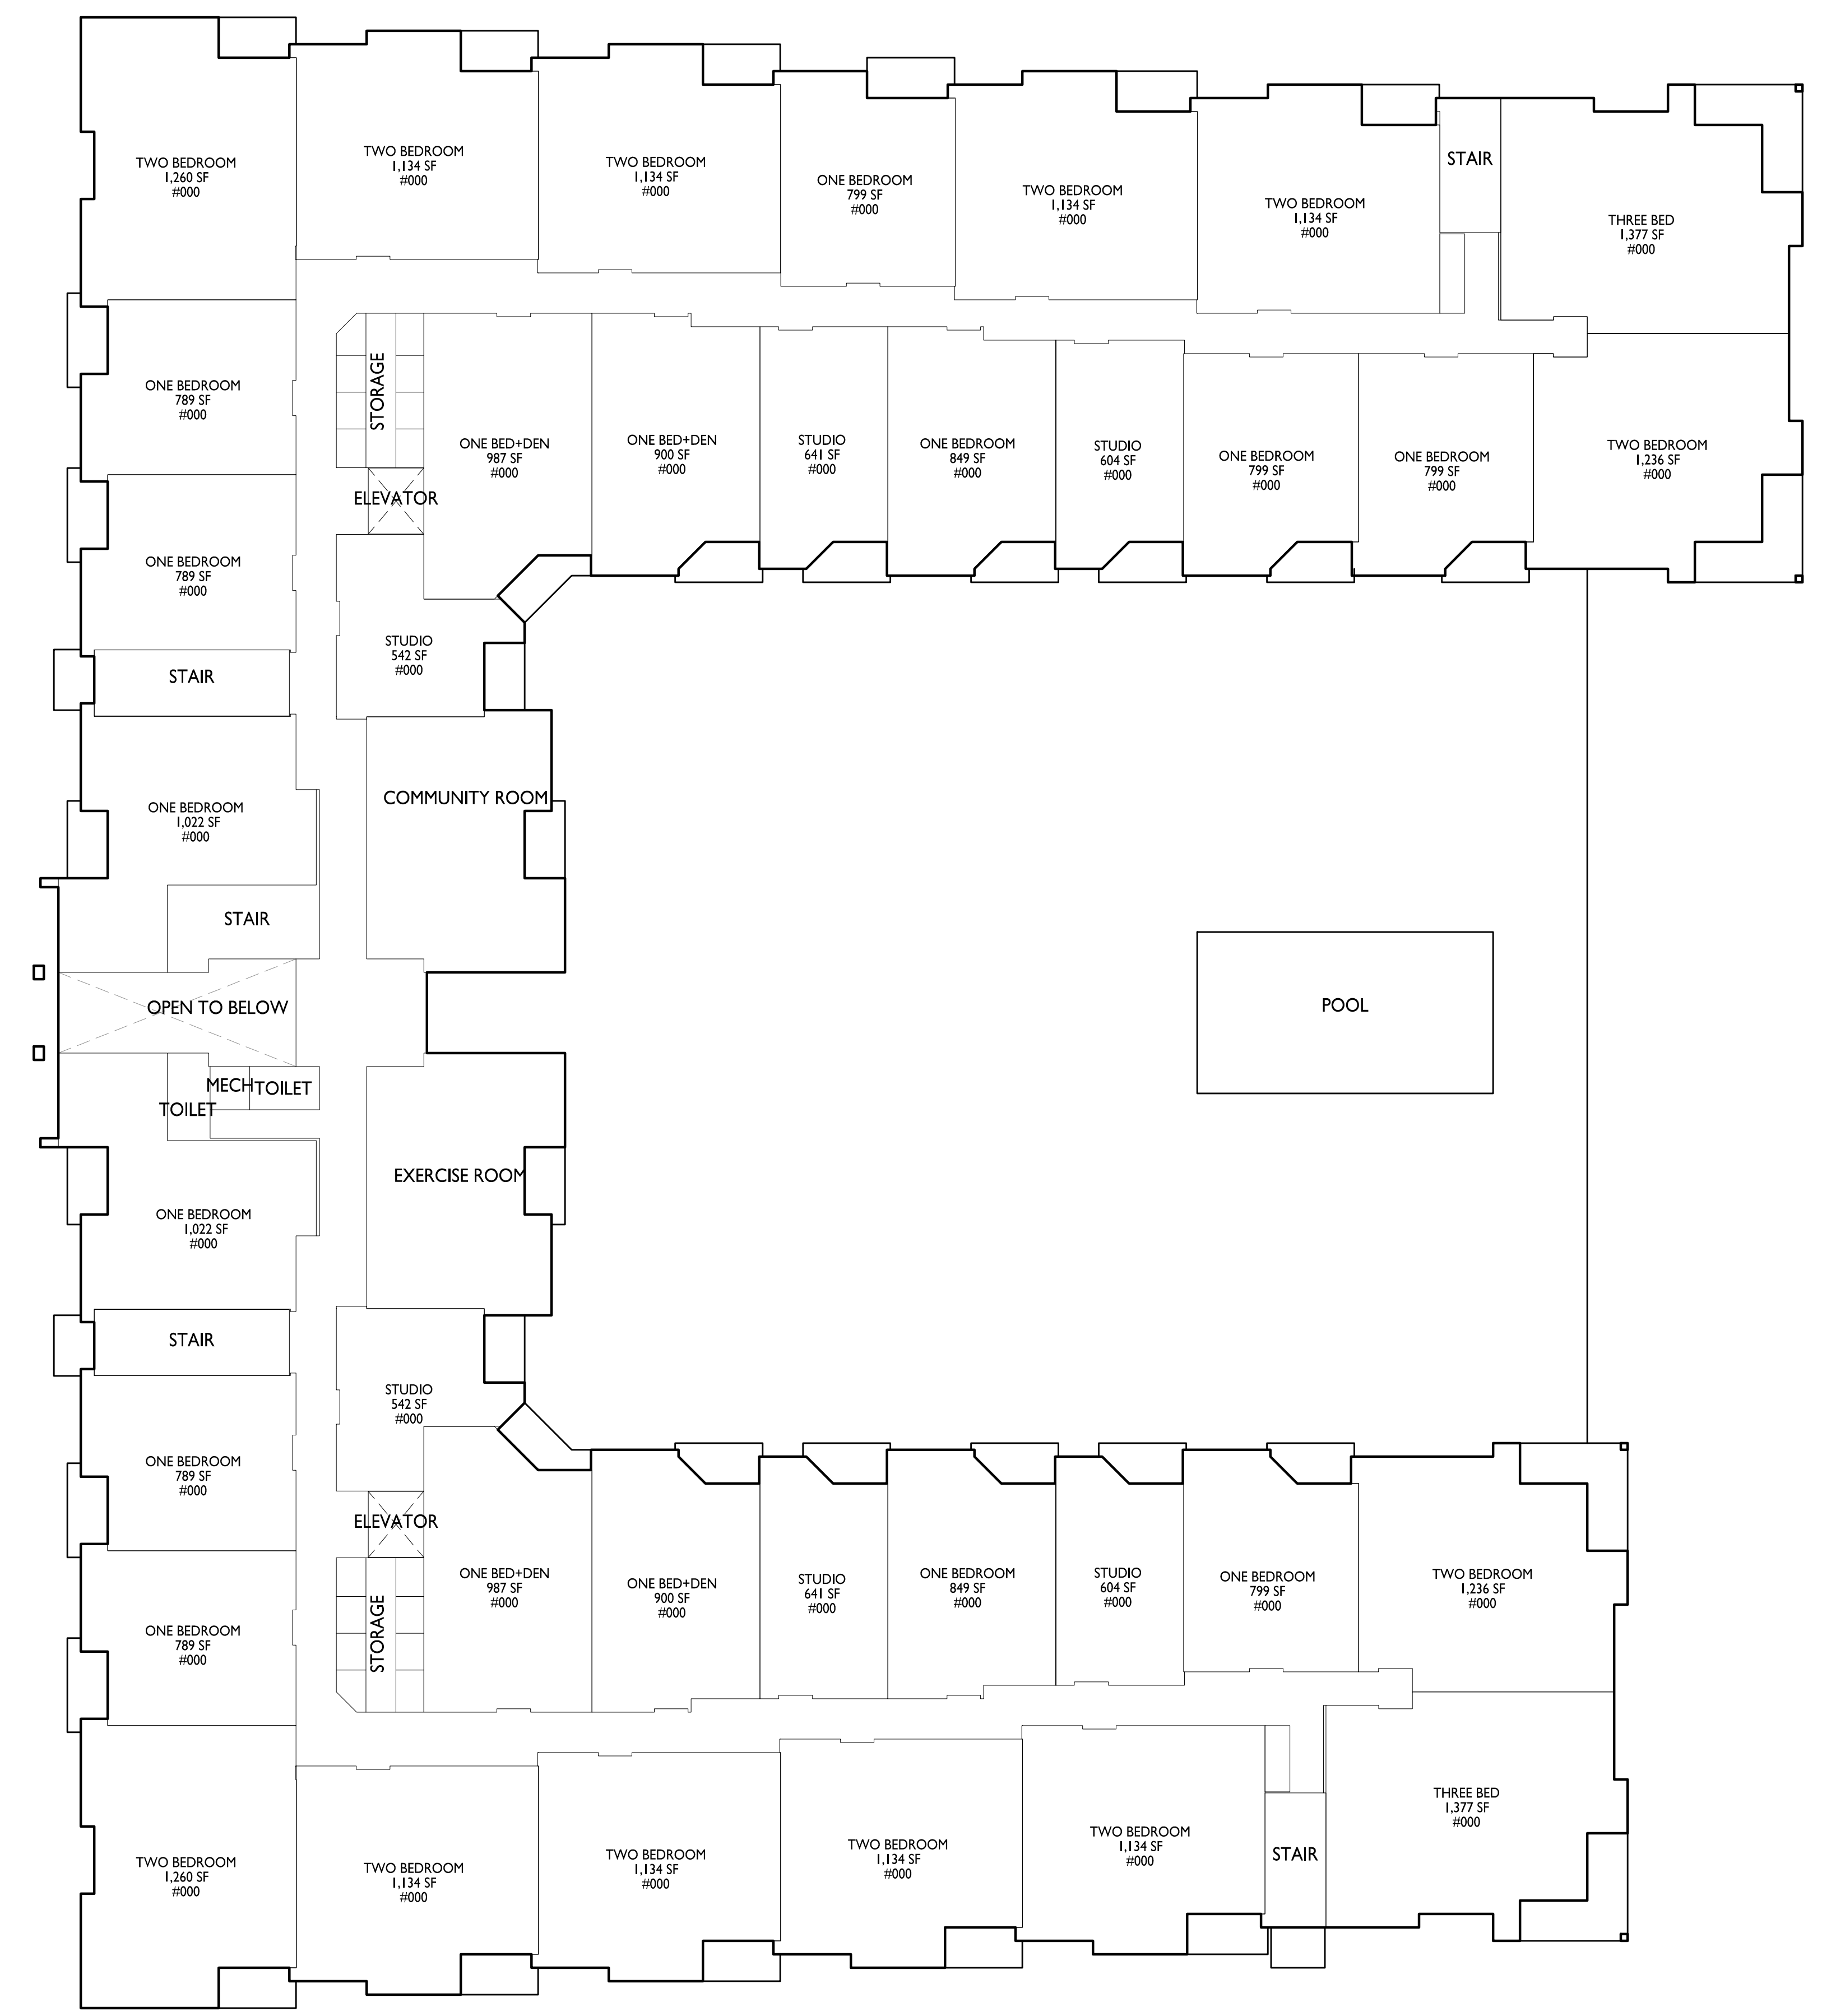 TWO BEDROOM
1,260 SF
#000
TWO BEDROOM
1,134 SF
#000
TWO BEDROOM
1,134 SF
#000
ONE BEDROOM
799 SF
#000
TWO BEDROOM
1,134 SF
#000
TWO BEDROOM
1,134 SF
#000
STAIR
THREE BED
1,377 SF
#000
ONE BEDROOM
789 SF
#000
STORAGE
ONE BED+DEN
987 SF
#000
ONE BED+DEN
900 SF
#000
STUDIO
641 SF
#000
ONE BEDROOM
849 SF
#000
STUDIO
604 SF
#000
ONE BEDROOM
799 SF
#000
ONE BEDROOM
799 SF
#000
TWO BEDROOM
1,236 SF
#000
ELEVATOR
ONE BEDROOM
789 SF
#000
STUDIO
542 SF
#000
STAIR
COMMUNITY ROOM
ONE BEDROOM
1,022 SF
#000
STAIR
OPEN TO BELOW
POOL
MECH
TOILET
TOILET
EXERCISE ROOM
ONE BEDROOM
1,022 SF
#000
STAIR
STUDIO
542 SF
#000
ONE BEDROOM
789 SF
#000
ELEVATOR
ONE BED+DEN
987 SF
#000
ONE BED+DEN
900 SF
#000
STUDIO
641 SF
#000
ONE BEDROOM
849 SF
#000
STUDIO
604 SF
#000
ONE BEDROOM
799 SF
#000
TWO BEDROOM
1,236 SF
#000
ONE BEDROOM
789 SF
#000
STORAGE
TWO BEDROOM
1,260 SF
#000
TWO BEDROOM
1,134 SF
#000
TWO BEDROOM
1,134 SF
#000
TWO BEDROOM
1,134 SF
#000
TWO BEDROOM
1,134 SF
#000
STAIR
THREE BED
1,377 SF
#000